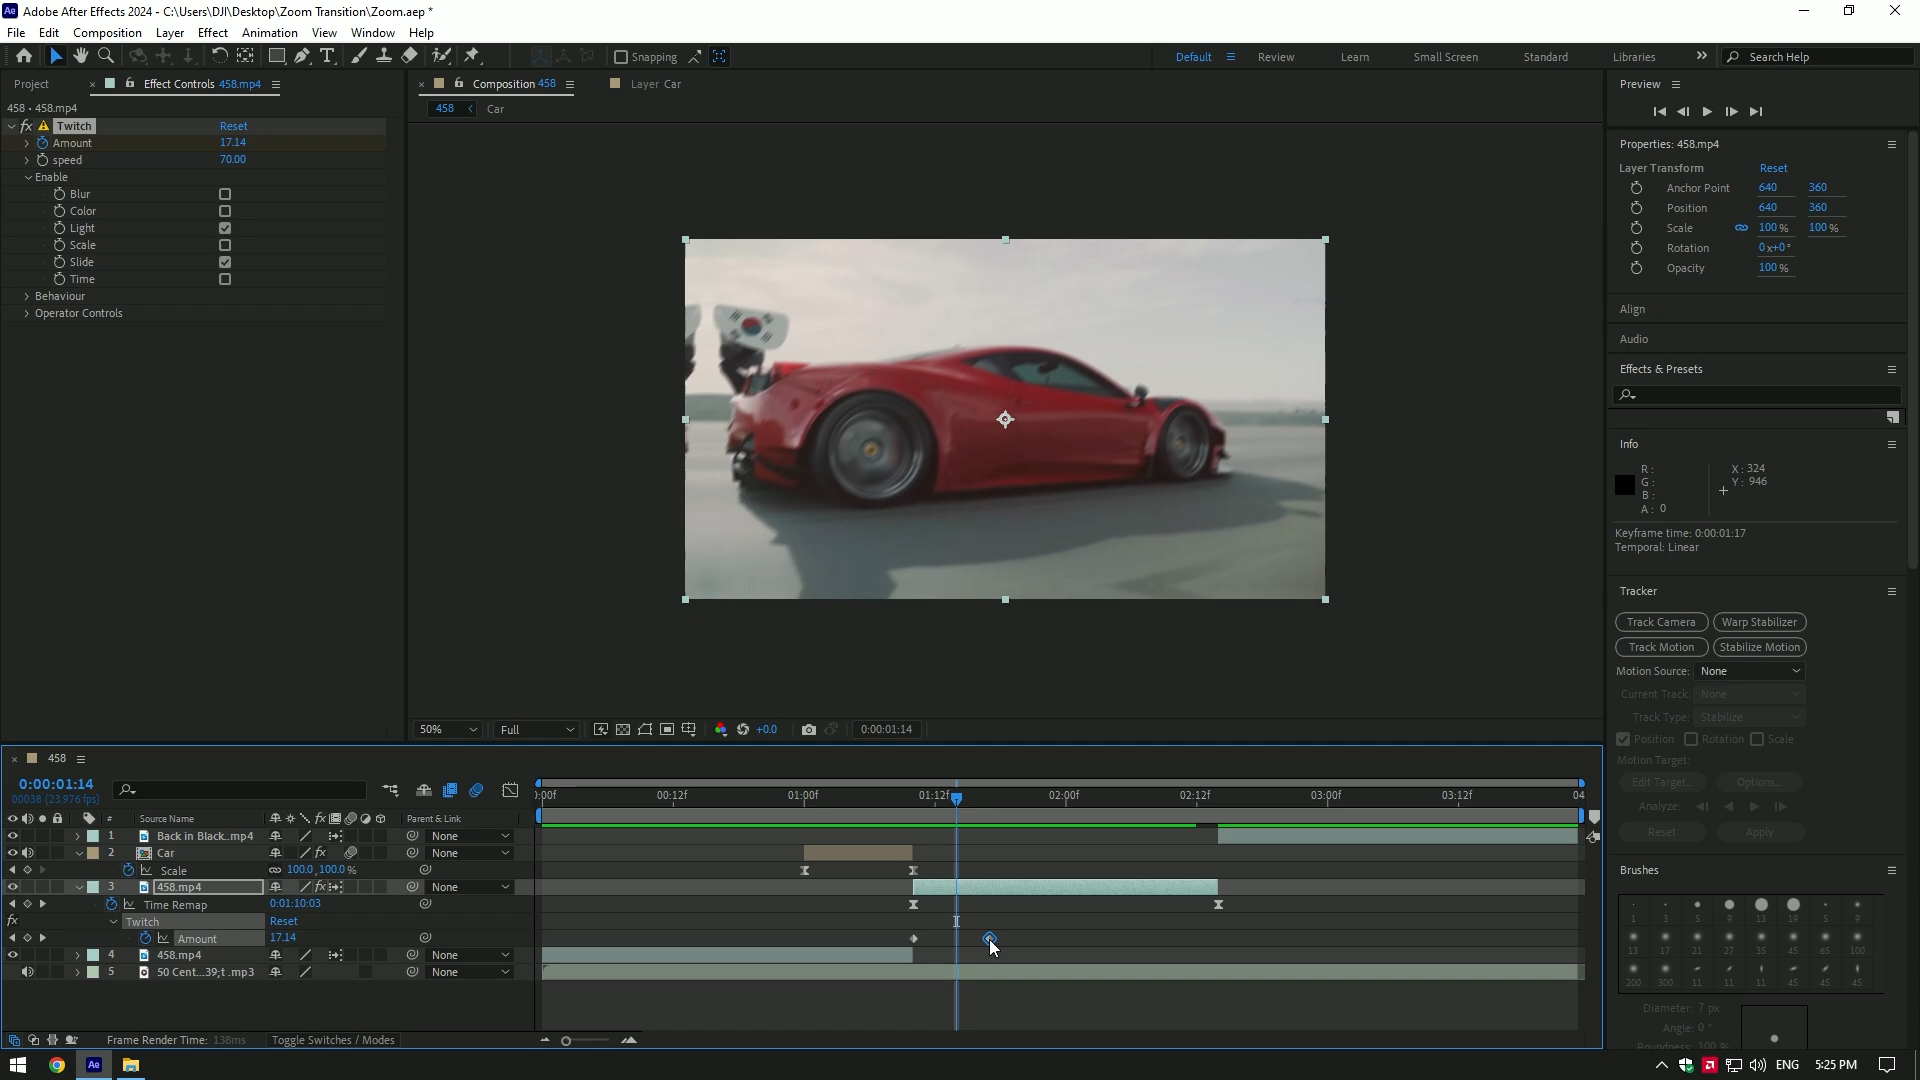 Adobe After Effects 2024 - C:\Users\DJI\Desktop\Zoom Transition\Zoom.aep *
File Edit Composition Layer Effect Animation View Window Help
Snapping Default Review Learn Small Screen Standard Libraries Search Help
Project Effect Controls 458.mp4
458 • 458.mp4
fx Twitch Reset
Amount 17.14
speed 70.00
Enable
Blur
Color
Light
Scale
Slide
Time
Behaviour
Operator Controls
Composition 458 Layer Car
458 Car
50% Full +0.0 0:00:01:14
Preview
Properties: 458.mp4
Layer Transform Reset
Anchor Point 640 360
Position 640 360
Scale 100 % 100 %
Rotation 0x+0°
Opacity 100 %
Align
Audio
Effects & Presets
Info
R: X: 324
G: Y: 946
B:
A: 0
Keyframe time: 0:00:01:17
Temporal: Linear
Tracker
Track Camera Warp Stabilizer
Track Motion Stabilize Motion
Motion Source: None
Current Track: None
Track Type: Stabilize
Position Rotation Scale
Motion Target:
Edit Target... Options...
Analyze:
Reset Apply
Brushes
1 3 5 9 13 19 5 9
13 17 21 27 35 45 65 100
200 300 11 11 11 45 45 45
Diameter: 7 px
Angle: 0°
Roundness: 100 %
458
0:00:01:14
00038 (23.976 fps)
):00f 00:12f 01:00f 01:12f 02:00f 02:12f 03:00f 03:12f 04
# Source Name fx Parent & Link
1 Back in Black..mp4 None
2 Car fx None
Scale 100.0,100.0 %
3 458.mp4 fx None
Time Remap 0:01:10:03
fx Twitch Reset
Amount 17.14
4 458.mp4 None
5 50 Cent...39;t .mp3 None
Frame Render Time: 138ms Toggle Switches / Modes
Ae ENG 5:25 PM